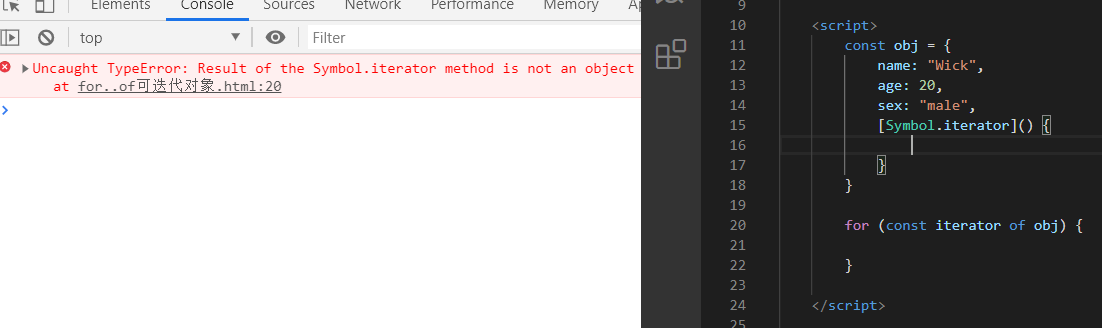 Elements Console Sources Network Performance Memory
top Filter
Uncaught TypeError: Result of the Symbol.iterator method is not an object
at for..of可迭代对象.html:20
9
10 <script>
11 const obj = {
12 name: "Wick",
13 age: 20,
14 sex: "male",
15 [Symbol.iterator]() {
16
17 }
18 }
19
20 for (const iterator of obj) {
21
22 }
23
24 </script>
25